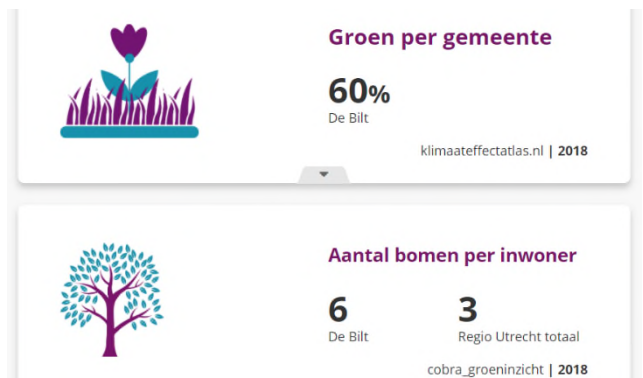 Groen per gemeente
60%
De Bilt
klimaateffectatlas.nl | 2018
Aantal bomen per inwoner
6 3
De Bilt Regio Utrecht totaal
cobra_groeninzicht | 2018